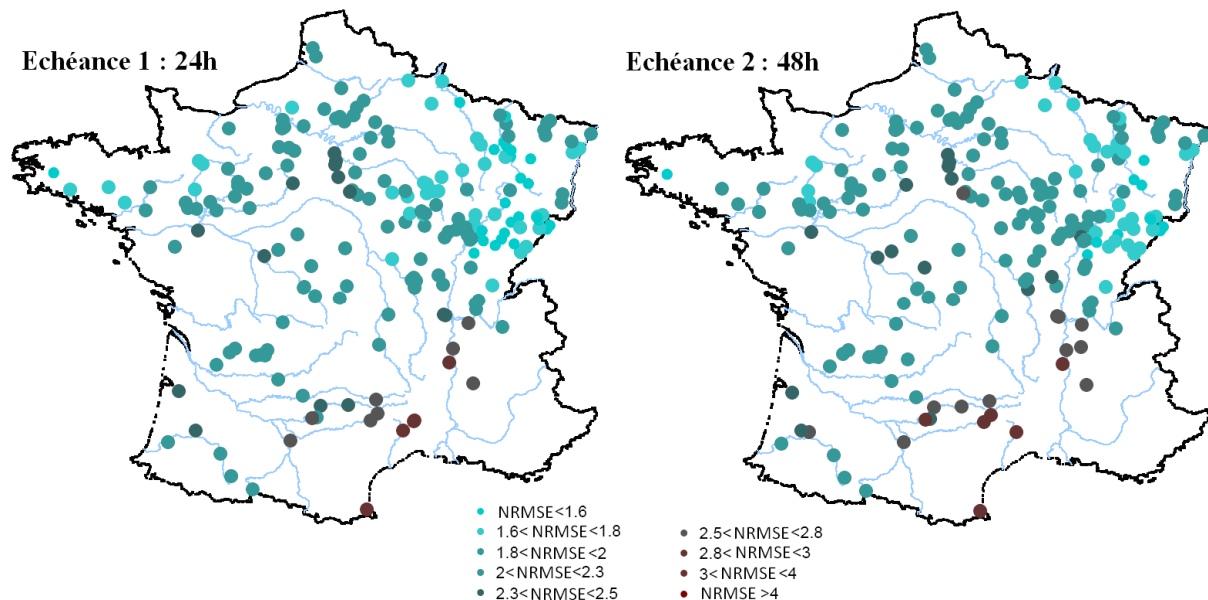 Echéance 1 : 24h
Echéance 2 : 48h
NRMSE<1.6
1.6<NRMSE<1.8
1.8<NRMSE<2
2<NRMSE<2.3
2.3<NRMSE<2.5
2.5<NRMSE<2.8
2.8<NRMSE<3
3<NRMSE<4
NRMSE >4